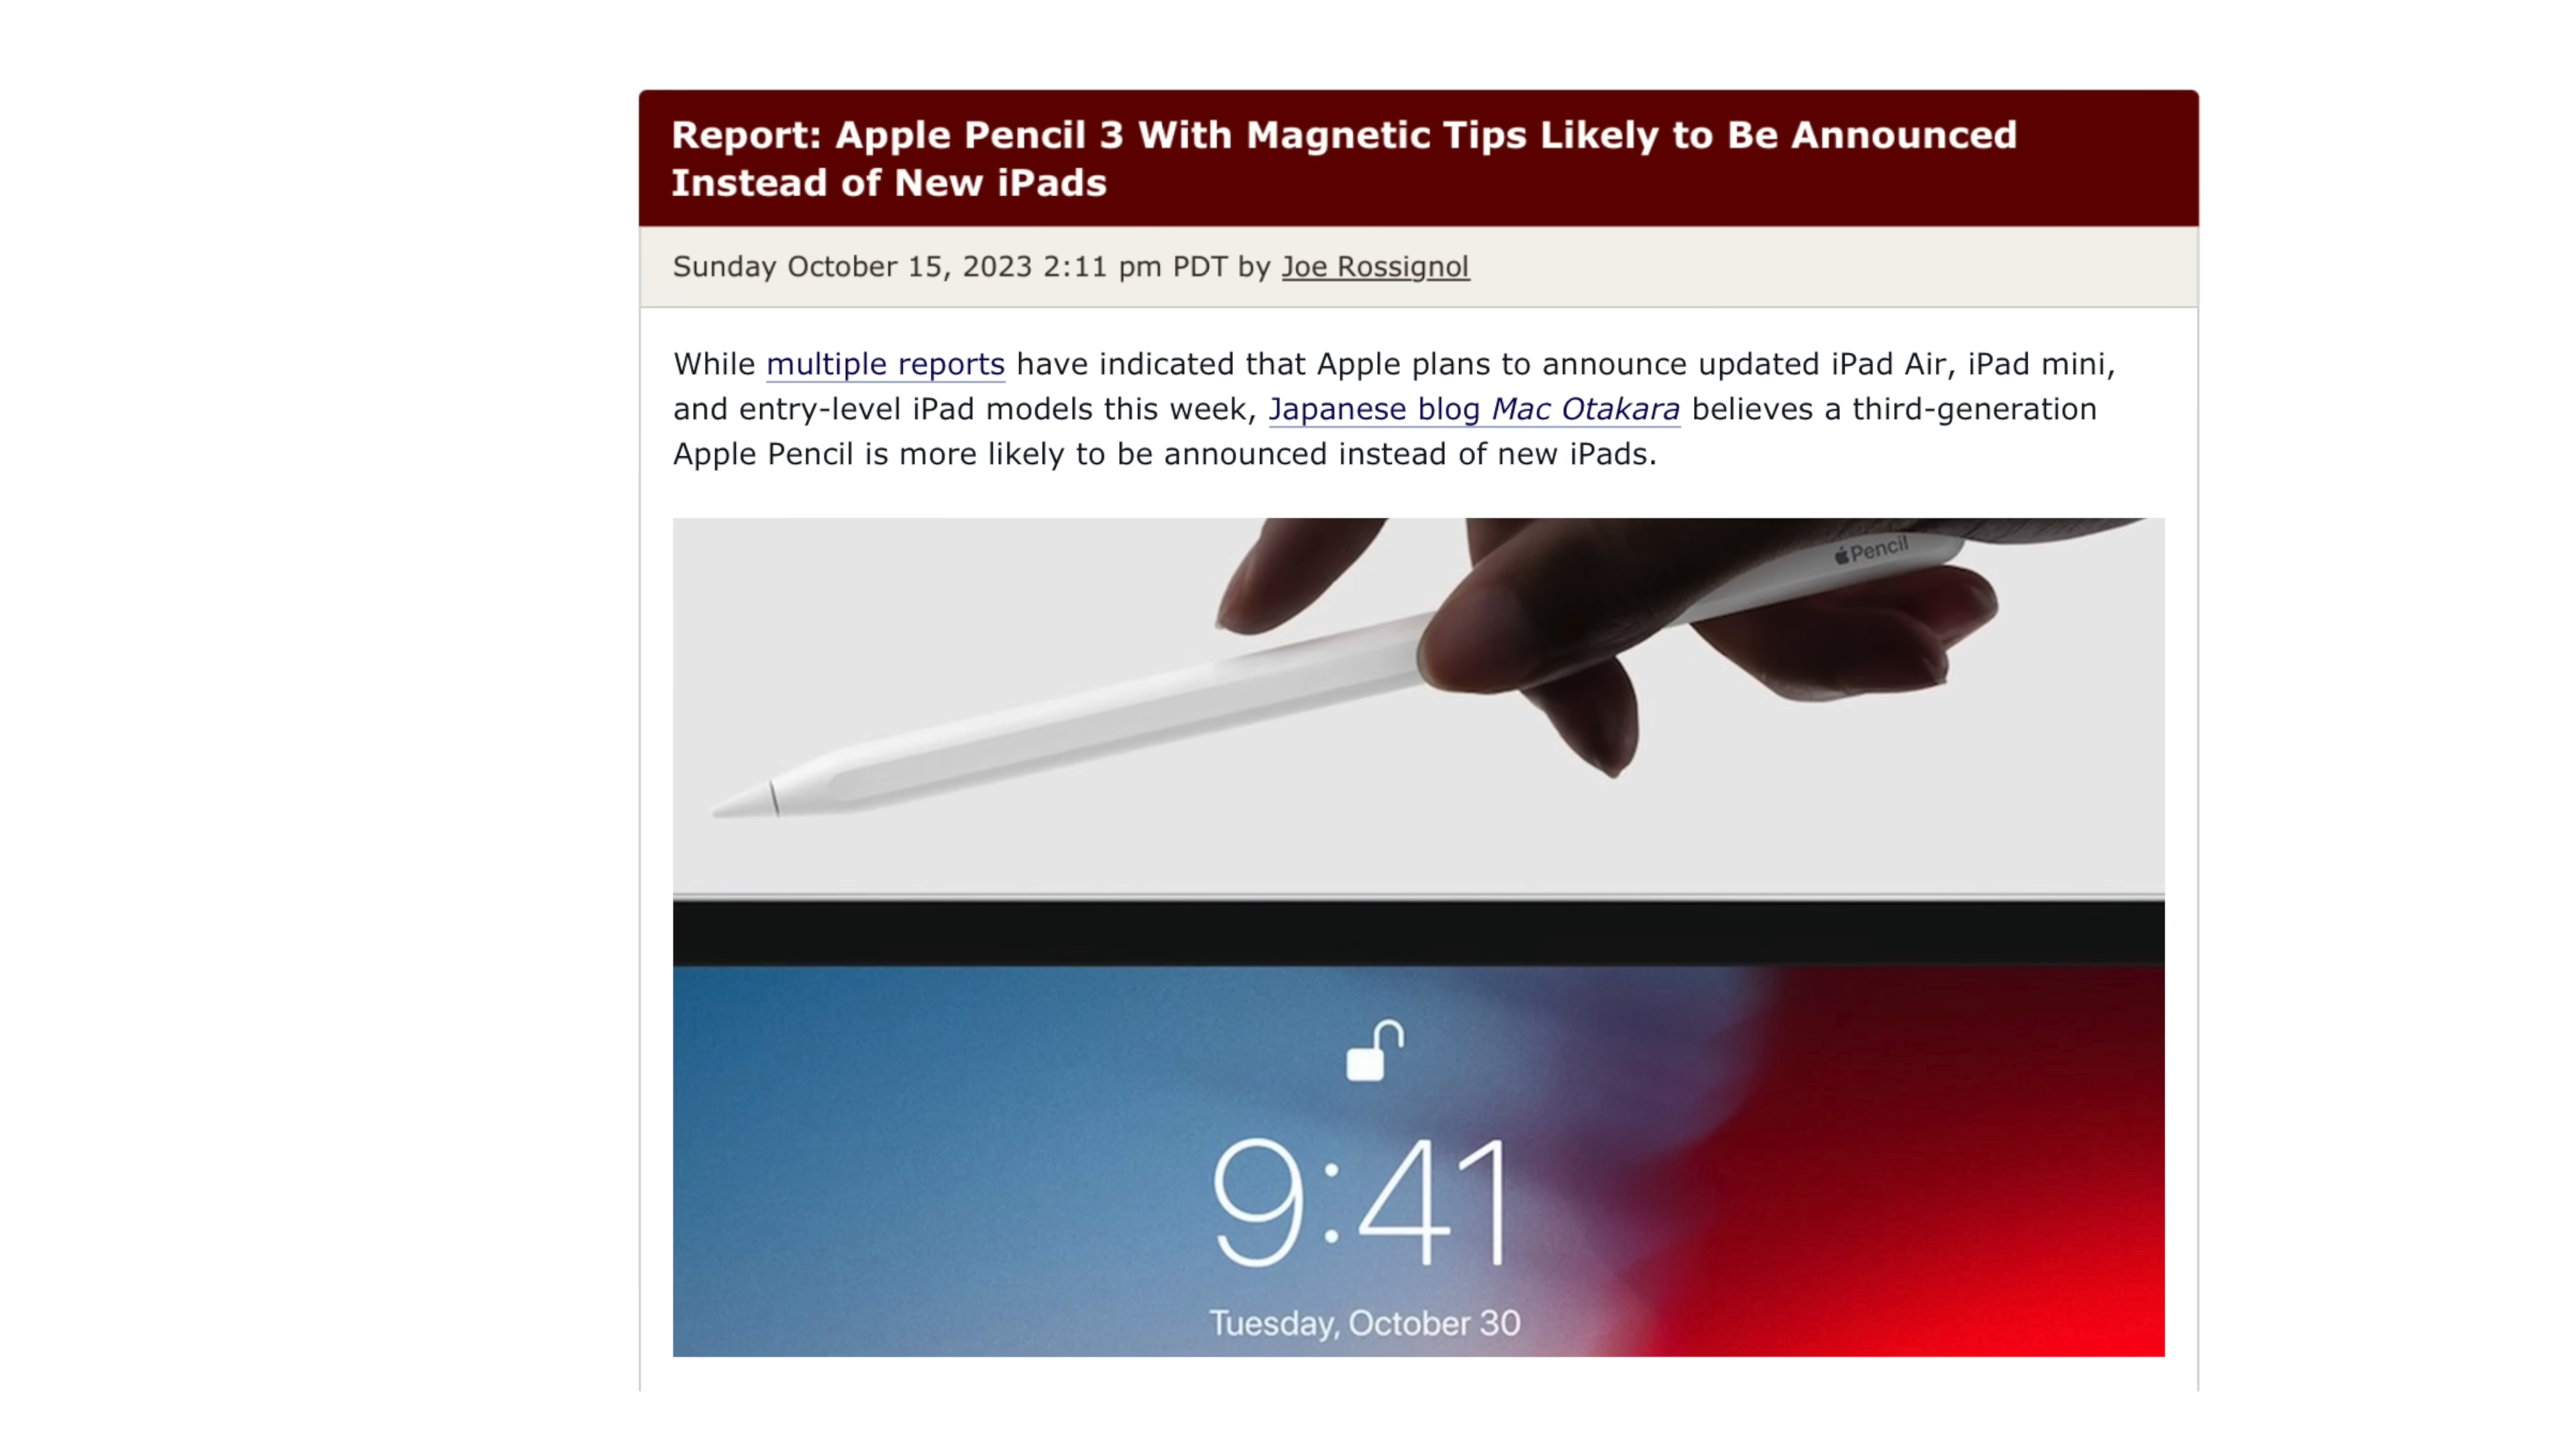 Report: Apple Pencil 3 With Magnetic Tips Likely to Be Announced
Instead of New iPads
Sunday October 15, 2023 2:11 pm PDT by Joe Rossignol
While multiple reports have indicated that Apple plans to announce updated iPad Air, iPad mini,
and entry-level iPad models this week, Japanese blog Mac Otakara believes a third-generation
Apple Pencil is more likely to be announced instead of new iPads.
Pencil
9:41
Tuesday, October 30